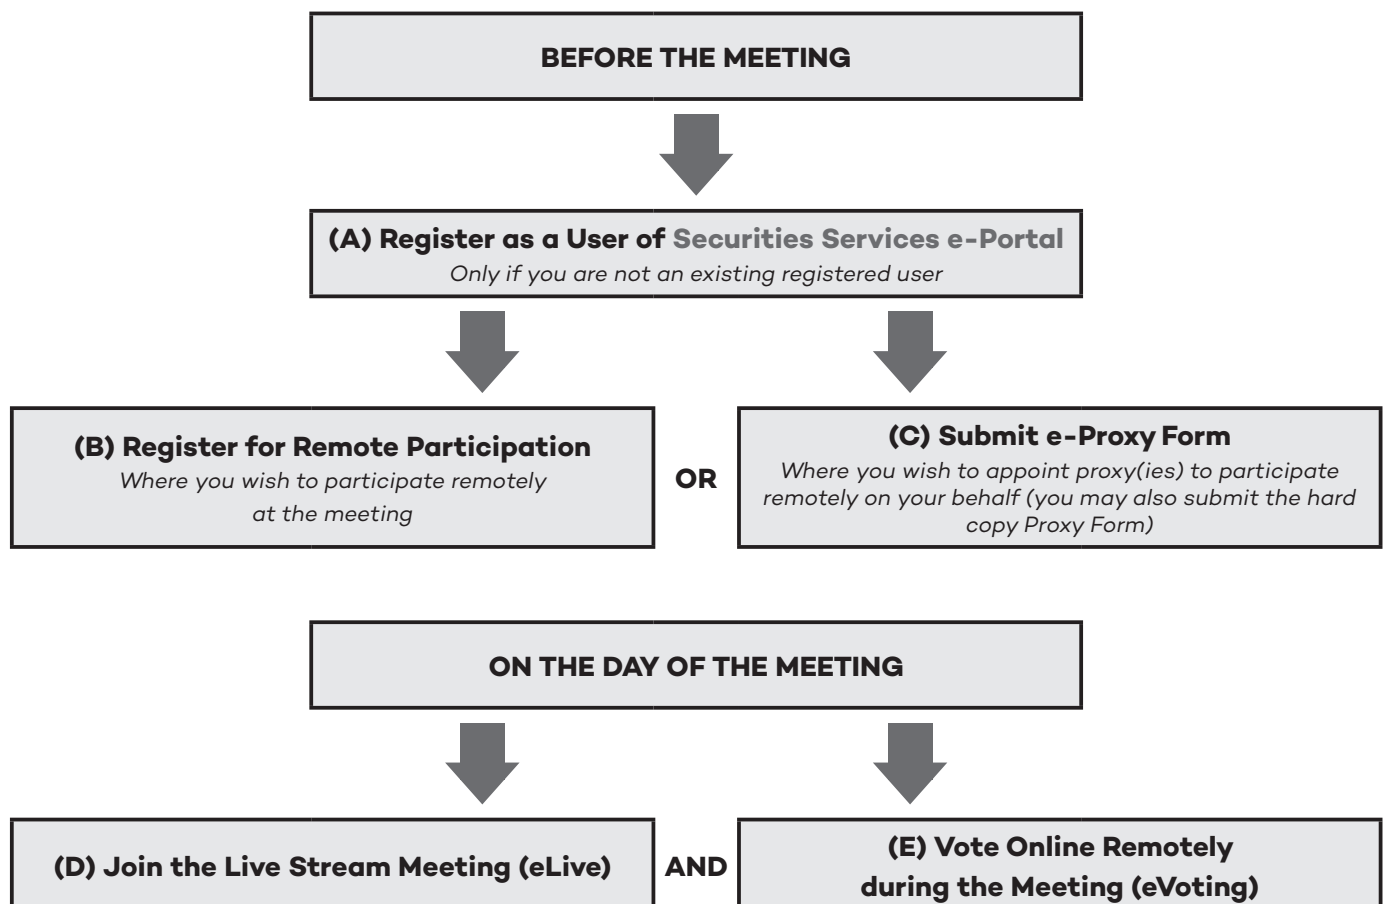 BEFORE THE MEETING
(A) Register as a User of Securities Services e-Portal
Only if you are not an existing registered user
(B) Register for Remote Participation
Where you wish to participate remotely
at the meeting
OR
(C) Submit e-Proxy Form
Where you wish to appoint proxy(ies) to participate
remotely on your behalf (you may also submit the hard
copy Proxy Form)
ON THE DAY OF THE MEETING
(D) Join the Live Stream Meeting (eLive)
AND
(E) Vote Online Remotely
during the Meeting (eVoting)